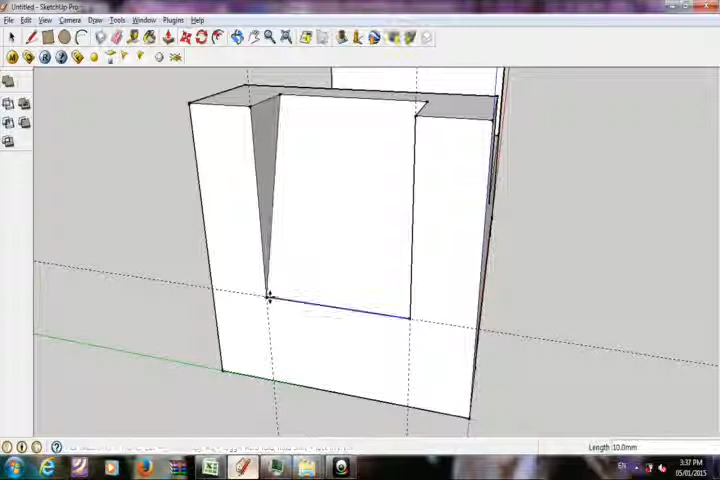 Untitled - SketchUp Pro
File Edit View Camera Draw Tools Window Plugins Help
Length 10.0mm
EN 3:37 PM
05/01/2015